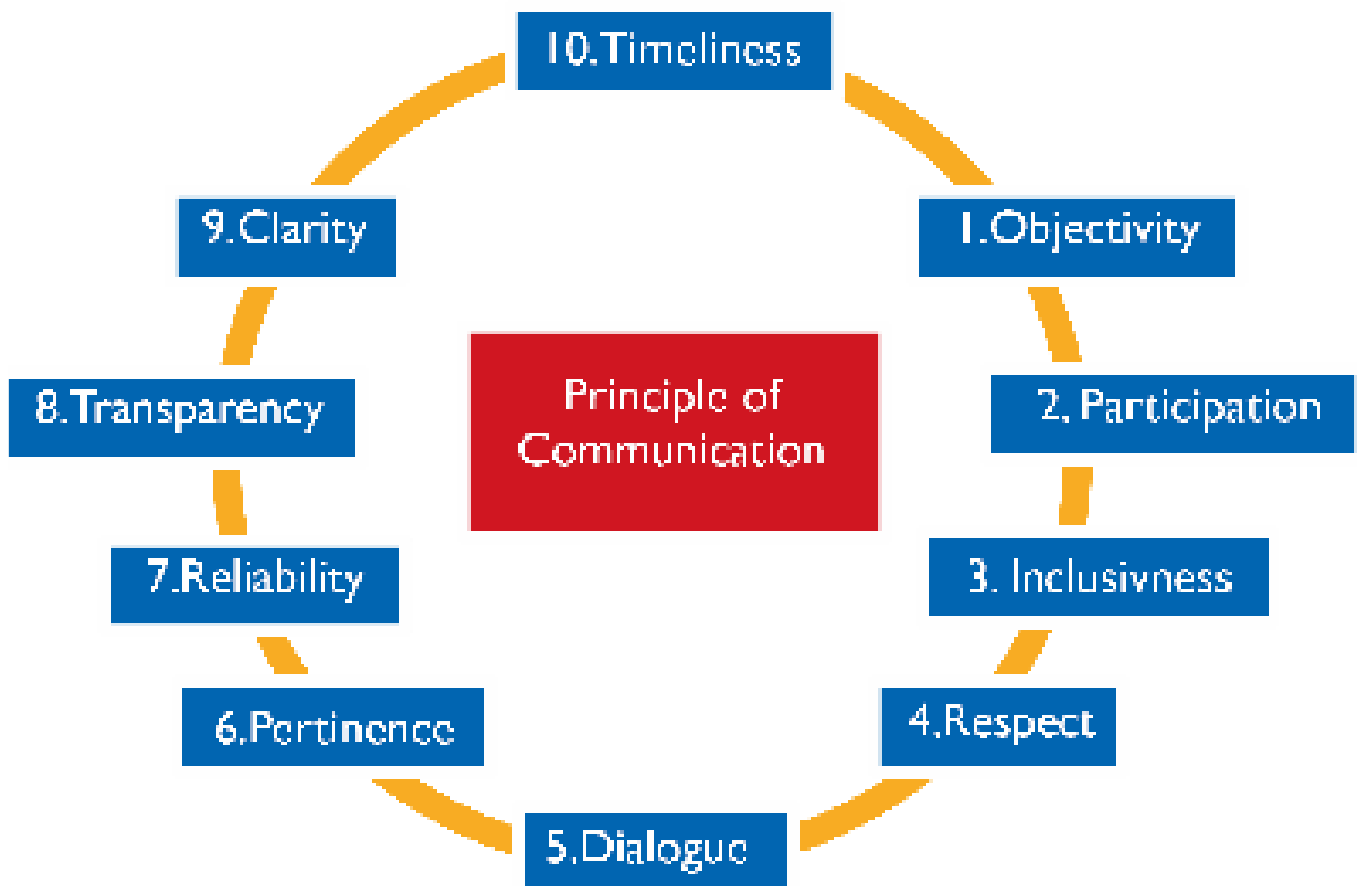 Principle of
Communication
1.Objectivity
2. Participation
3. Inclusivness
4.Respect
5.Dialogue
6.Pertinence
7.Reliability
8.Transparency
9.Clarity
10.Timeliness